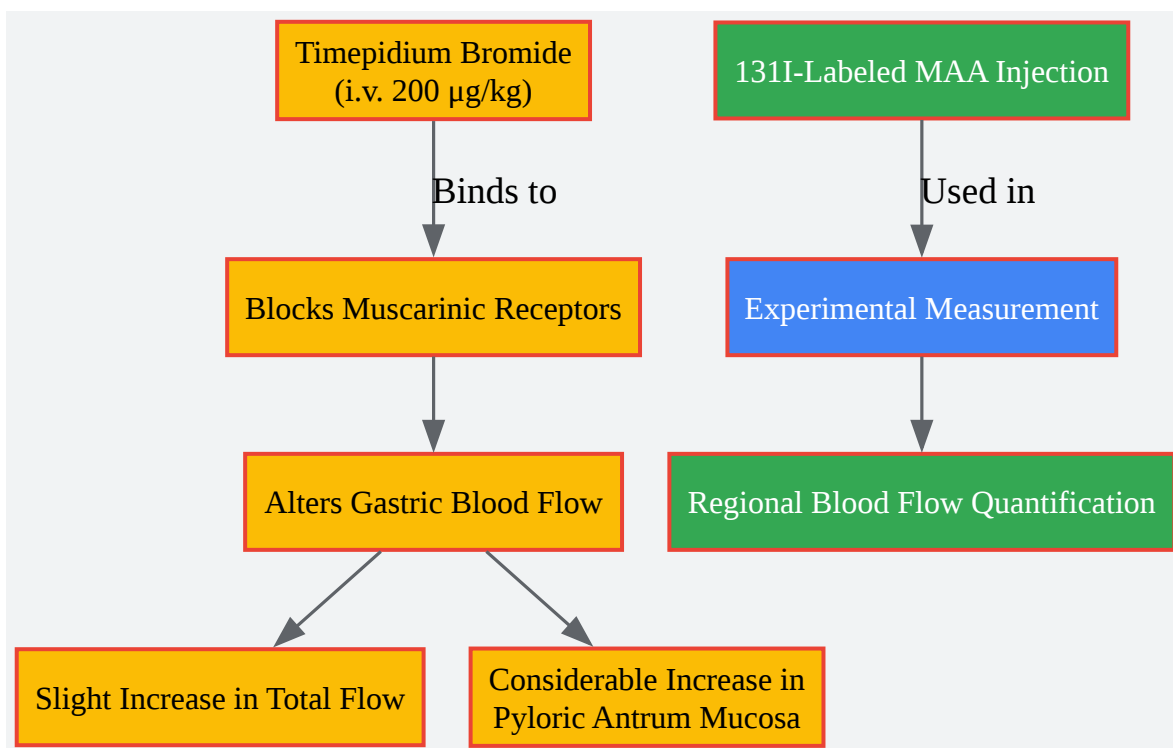 Timepidium Bromide
(i.v. 200 μg/kg)
131I-Labeled MAA Injection
Binds to
Used in
Blocks Muscarinic Receptors
Experimental Measurement
Alters Gastric Blood Flow
Regional Blood Flow Quantification
Slight Increase in Total Flow
Considerable Increase in
Pyloric Antrum Mucosa